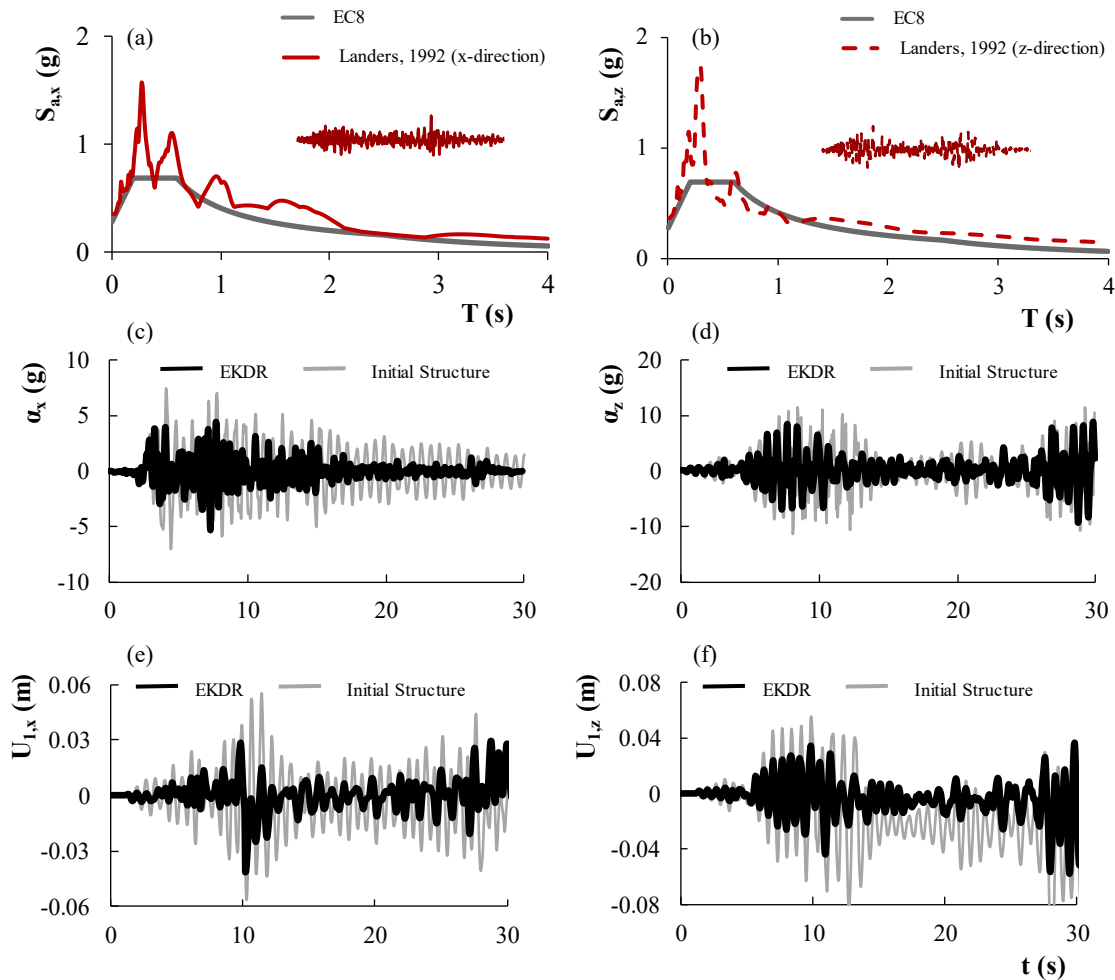 (a)
EC8
Landers, 1992 (x-direction)
S_a,x (g)
2
1
0
0 1 2 3 4
T (s)
(b)
EC8
Landers, 1992 (z-direction)
S_a,z (g)
2
1
0
0 1 2 3 4
T (s)
(c)
EKDR Initial Structure
α_x (g)
10
5
0
-5
-10
0 10 20 30
(d)
EKDR Initial Structure
α_z (g)
20
10
0
-10
-20
0 10 20 30
(e)
EKDR Initial Structure
U_1,x (m)
0.06
0.03
0
-0.03
-0.06
0 10 20 30
(f)
EKDR Initial Structure
U_1,z (m)
0.08
0.04
0
-0.04
-0.08
0 10 20 30
t (s)